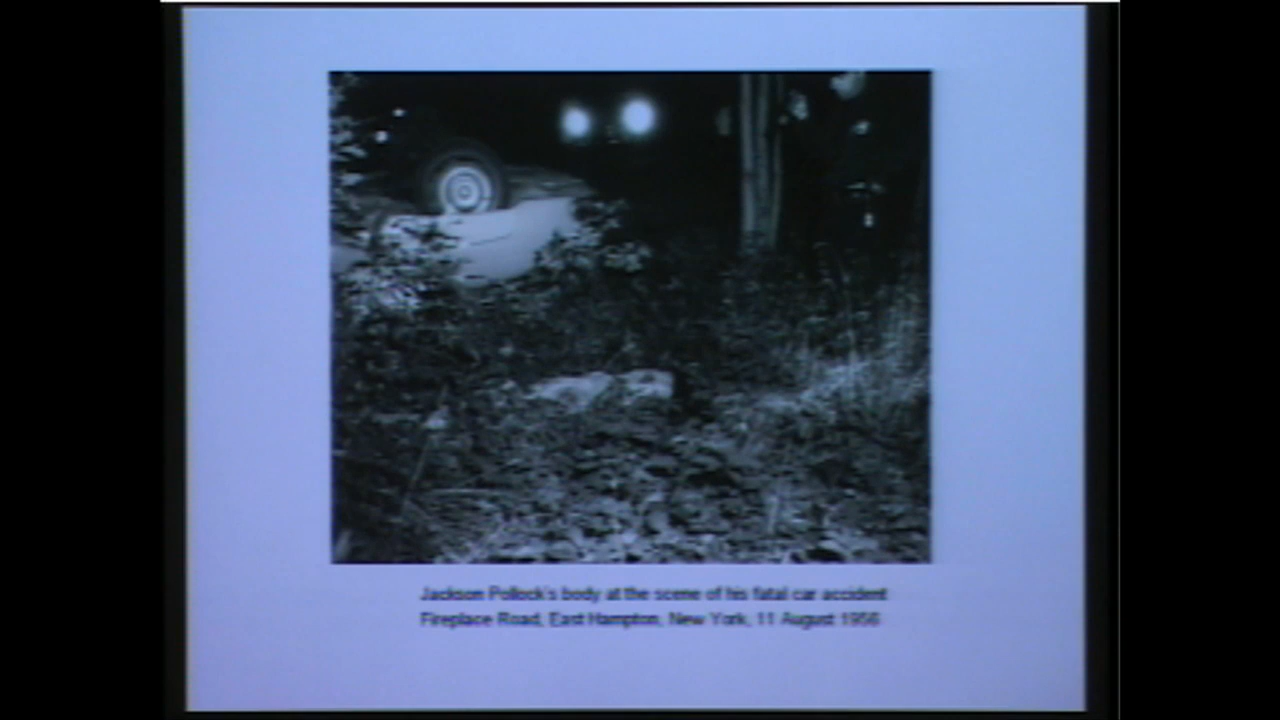 Jackson Pollock's body at the scene of his fatal car accident
Fireplace Road, East Hampton, New York, 11 August 1956